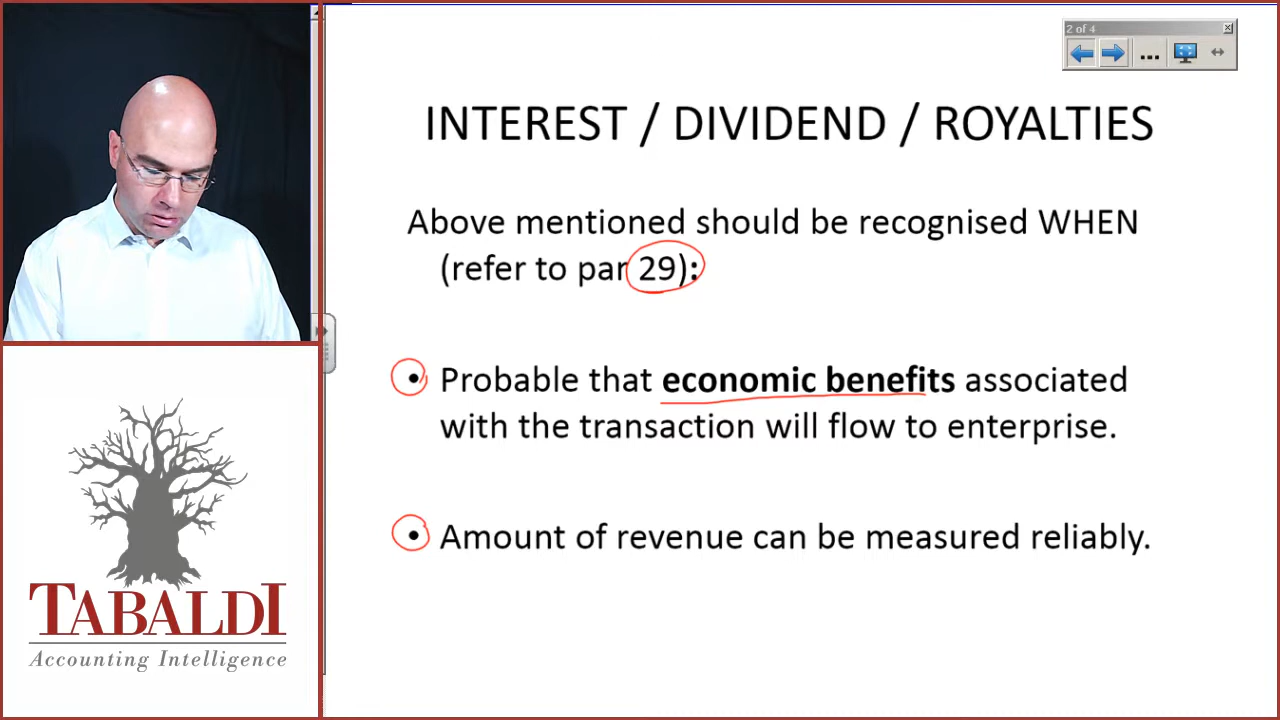 2 of 4
INTEREST / DIVIDEND / ROYALTIES
Above mentioned should be recognised WHEN
(refer to par 29):
• Probable that economic benefits associated
with the transaction will flow to enterprise.
• Amount of revenue can be measured reliably.
TABALDI
Accounting Intelligence